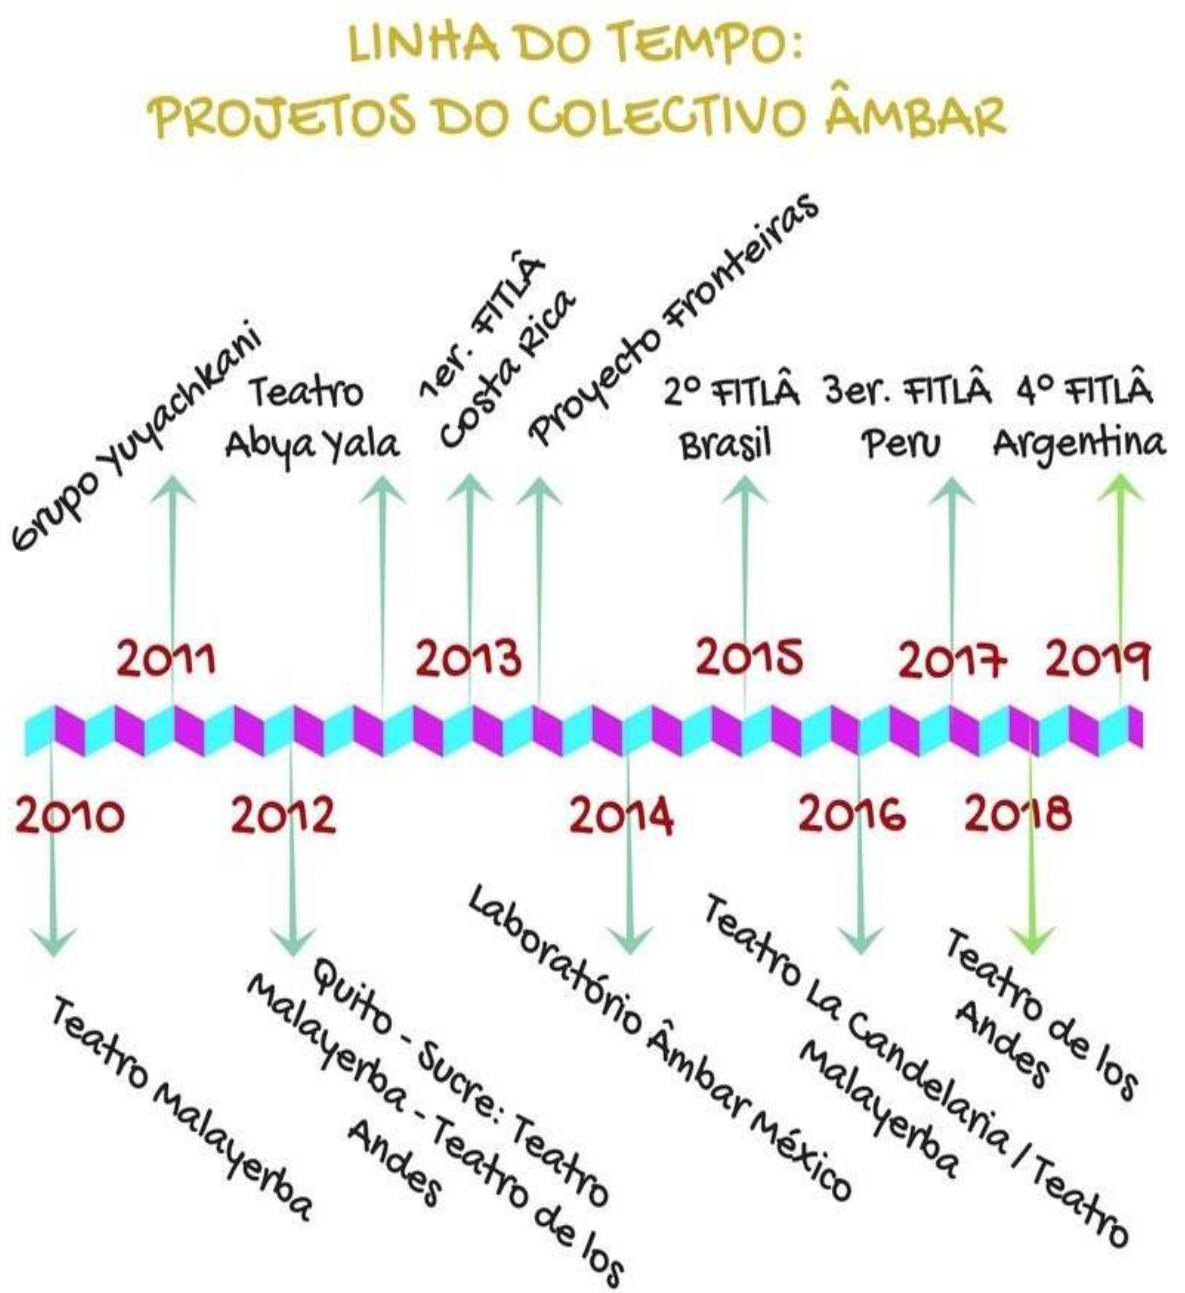 LINHA DO TEMPO:
PROJETOS DO COLECTIVO ÂMBAR
Grupo Yuyachkani
Teatro
Abya Yala
1er. FITLÂ
Costa Rica
Proyecto Fronteiras
2º FITLÂ
Brasil
3er. FITLÂ
Peru
4º FITLÂ
Argentina
2011
2013
2015
2017
2019
2010
2012
2014
2016
2018
Teatro Malayerba
Quito - Sucre: Teatro
Malayerba - Teatro de los
Andes
Laboratório Âmbar México
Teatro La Candelaria / Teatro
Malayerba
Teatro de los
Andes